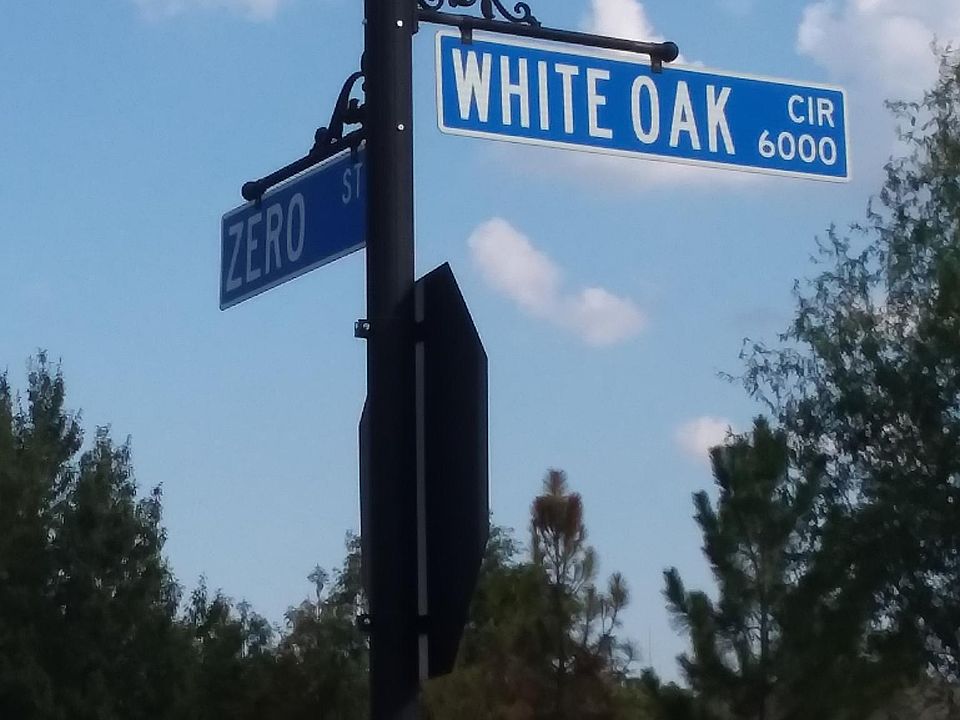 WHITE OAK CIR
6000
ZERO ST